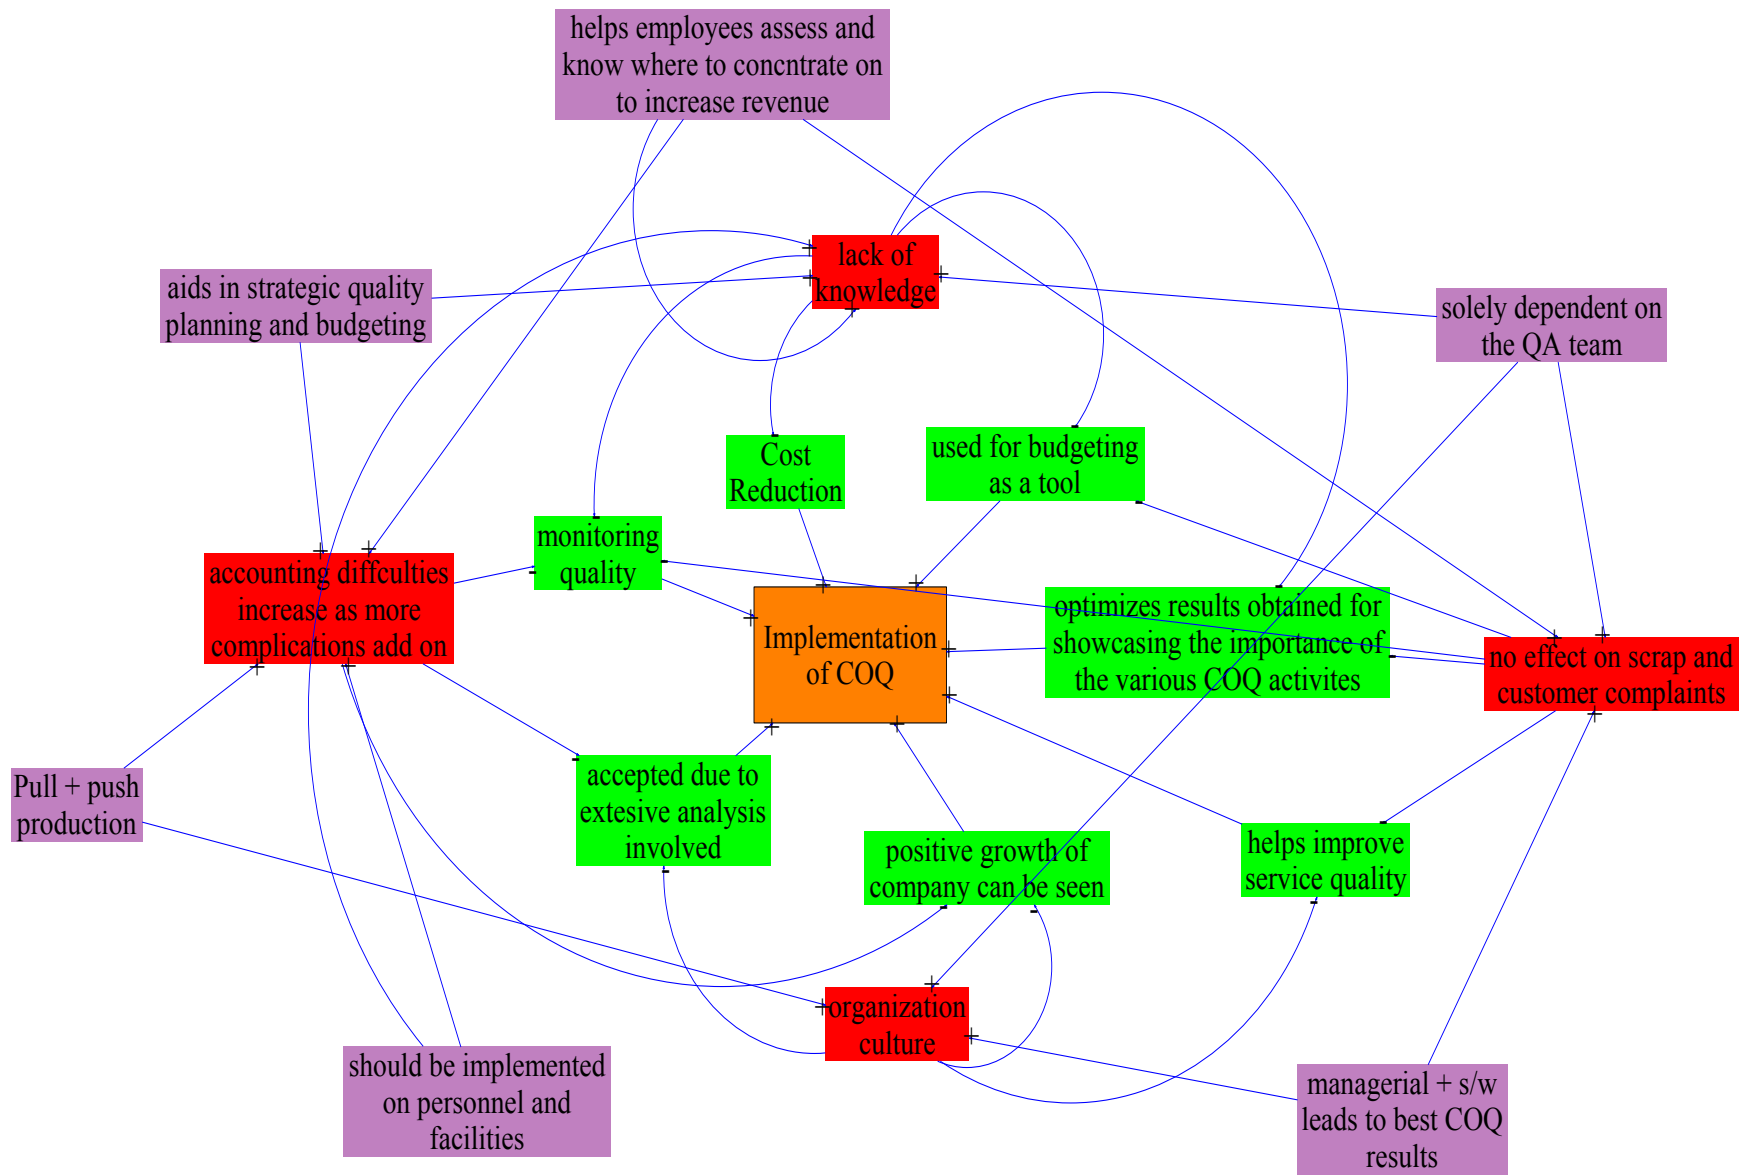 helps employees assess and
know where to concntrate on
to increase revenue
lack of
knowledge
aids in strategic quality
planning and budgeting
solely dependent on
the QA team
Cost
Reduction
used for budgeting
as a tool
monitoring
quality
accounting diffculties
increase as more
complications add on
Implementation
of COQ
optimizes results obtained for
showcasing the importance of
the various COQ activites
no effect on scrap and
customer complaints
Pull + push
production
accepted due to
extesive analysis
involved
positive growth of
company can be seen
helps improve
service quality
organization
culture
should be implemented
on personnel and
facilities
managerial + s/w
leads to best COQ
results